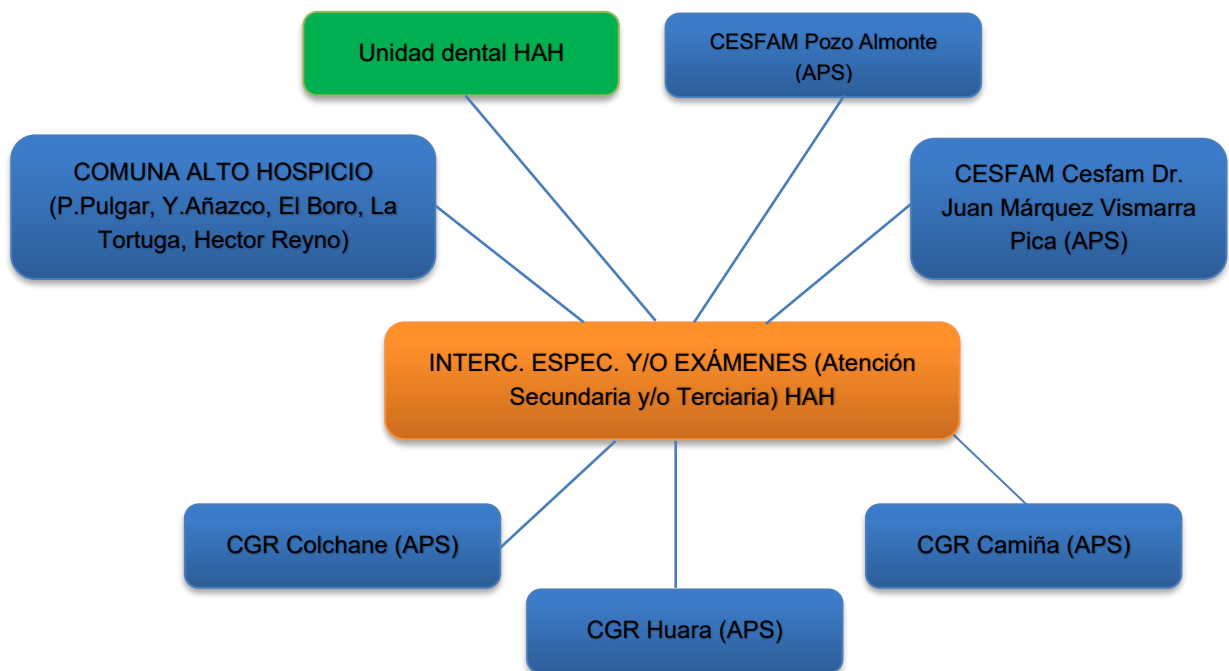 Unidad dental HAH
CESFAM Pozo Almonte
(APS)
COMUNA ALTO HOSPICIO
(P.Pulgar, Y.Añazco, El Boro, La
Tortuga, Hector Reyno)
CESFAM Cesfam Dr.
Juan Márquez Vismarra
Pica (APS)
INTERC. ESPEC. Y/O EXÁMENES (Atención
Secundaria y/o Terciaria) HAH
CGR Colchane (APS)
CGR Camiña (APS)
CGR Huara (APS)